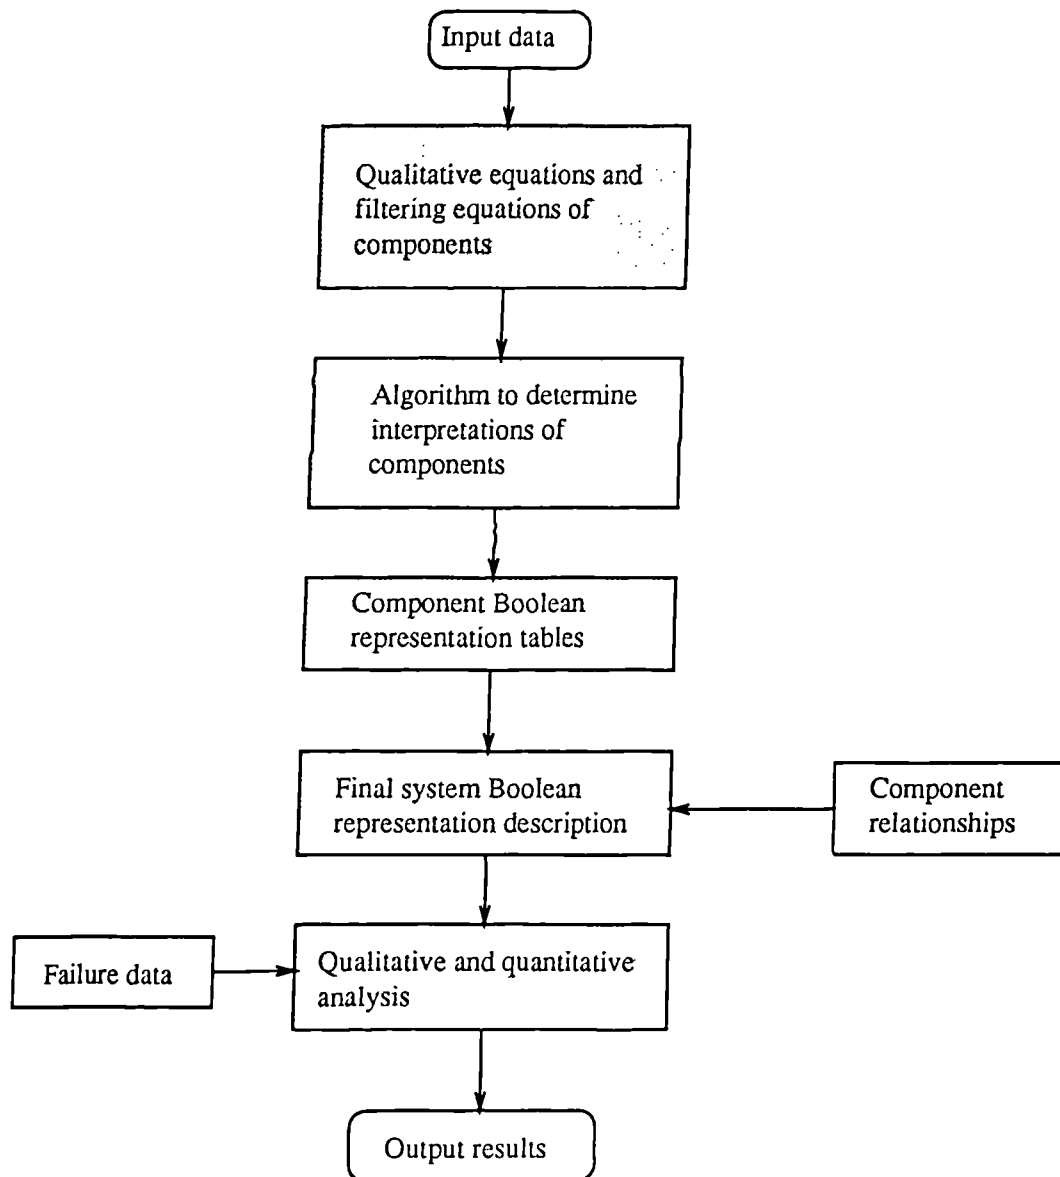 Input data
Qualitative equations and
filtering equations of
components
Algorithm to determine
interpretations of
components
Component Boolean
representation tables
Final system Boolean
representation description
Component
relationships
Failure data
Qualitative and quantitative
analysis
Output results